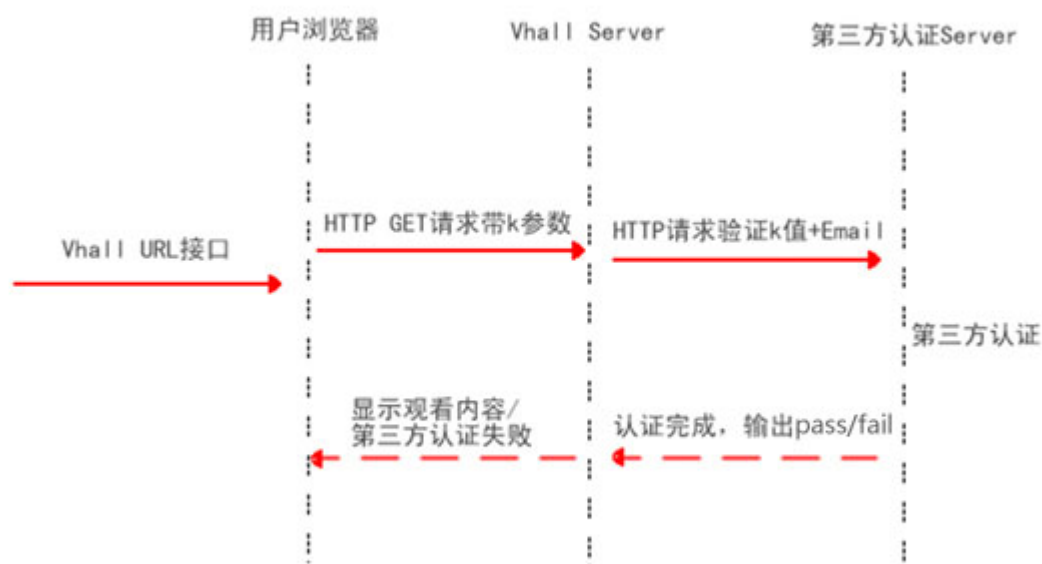 用户浏览器
Vhall Server
第三方认证Server
HTTP GET请求带k参数
HTTP请求验证k值+Email
Vhall URL接口
第三方认证
显示观看内容/
第三方认证失败
认证完成，输出pass/fail